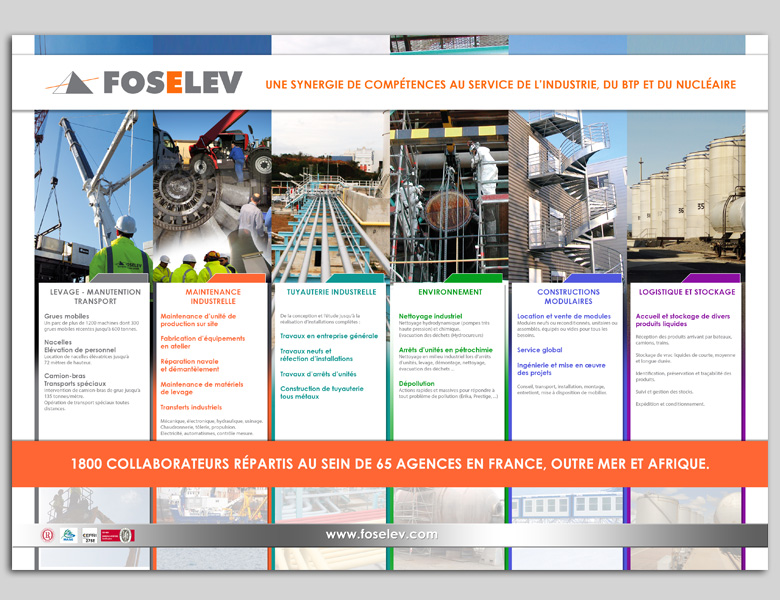 FOSELEV
UNE SYNERGIE DE COMPÉTENCES AU SERVICE DE L'INDUSTRIE, DU BTP ET DU NUCLÉAIRE
LEVAGE - MANUTENTION
TRANSPORT
Grues mobiles
Un parc de plus de 1200 machines dont 300
grues mobiles récentes jusqu'à 600 tonnes.
Nacelles
Elévation de personnel
Location de nacelles élévatrices jusqu'à
72 mètres de hauteur.
Camion-bras
Transports spéciaux
Intervention de camion bras de grue jusqu'à
135 tonnes/mètres.
Opération de transport spéciaux toutes
distances.
MAINTENANCE
INDUSTRIELLE
Maintenance d'unité de
production sur site
Fabrication d'équipements
en atelier
Réparation navale
et démantèlement
Maintenance de matériels
de levage
Transferts industriels
Mécanique, électronique, hydraulique, usinage.
Chaudronnerie, tôlerie, propulsion.
Electricité, automatismes, contrôle mesure.
TUYAUTERIE INDUSTRIELLE
De la conception et l'étude jusqu'à la
réalisation d'installations complètes :
Travaux en entreprise générale
Travaux neufs et
réfection d'installations
Travaux d'arrêts d'unités
Construction de tuyauterie
tous métaux
ENVIRONNEMENT
Nettoyage industriel
Nettoyage hydrodynamique (pompes très
haute pression) et chimique.
Evacuation des déchets (Hydrocureurs)
Arrêts d'unités en pétrochimie
Nettoyage en milieu industriel lors d'arrêts
d'unités, levage, démontage, nettoyage,
évacuation des déchets...
Dépollution
Actions rapides et massives pour répondre à
tout problème de pollution (Erika, Prestige, ...)
CONSTRUCTIONS
MODULAIRES
Location et vente de modules
Modules neufs ou reconditionnés, unitaires ou
assemblés, équipés ou vides pour tous les
besoins.
Service global
Ingénierie et mise en œuvre
des projets
Conseil, transport, installation, montage,
entretient, mise à disposition de mobilier.
LOGISTIQUE ET STOCKAGE
Accueil et stockage de divers
produits liquides
Réception des produits arrivant par bateaux,
camions, trains.
Stockage de vrac liquides de courte, moyenne
et longue durée.
Identification, préservation et traçabilité des
produits.
Suivi et gestion des stocks.
Expédition et conditionnement.
36
35
1800 COLLABORATEURS RÉPARTIS AU SEIN DE 65 AGENCES EN FRANCE, OUTRE MER ET AFRIQUE.
CEFRI
www.foselev.com